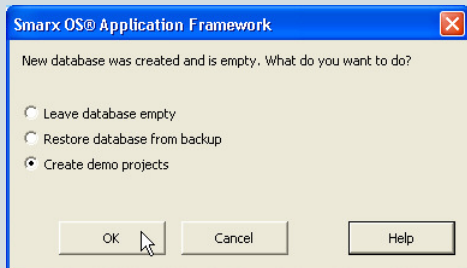 Smarx OS® Application Framework
New database was created and is empty. What do you want to do?
Leave database empty
Restore database from backup
Create demo projects
OK Cancel Help